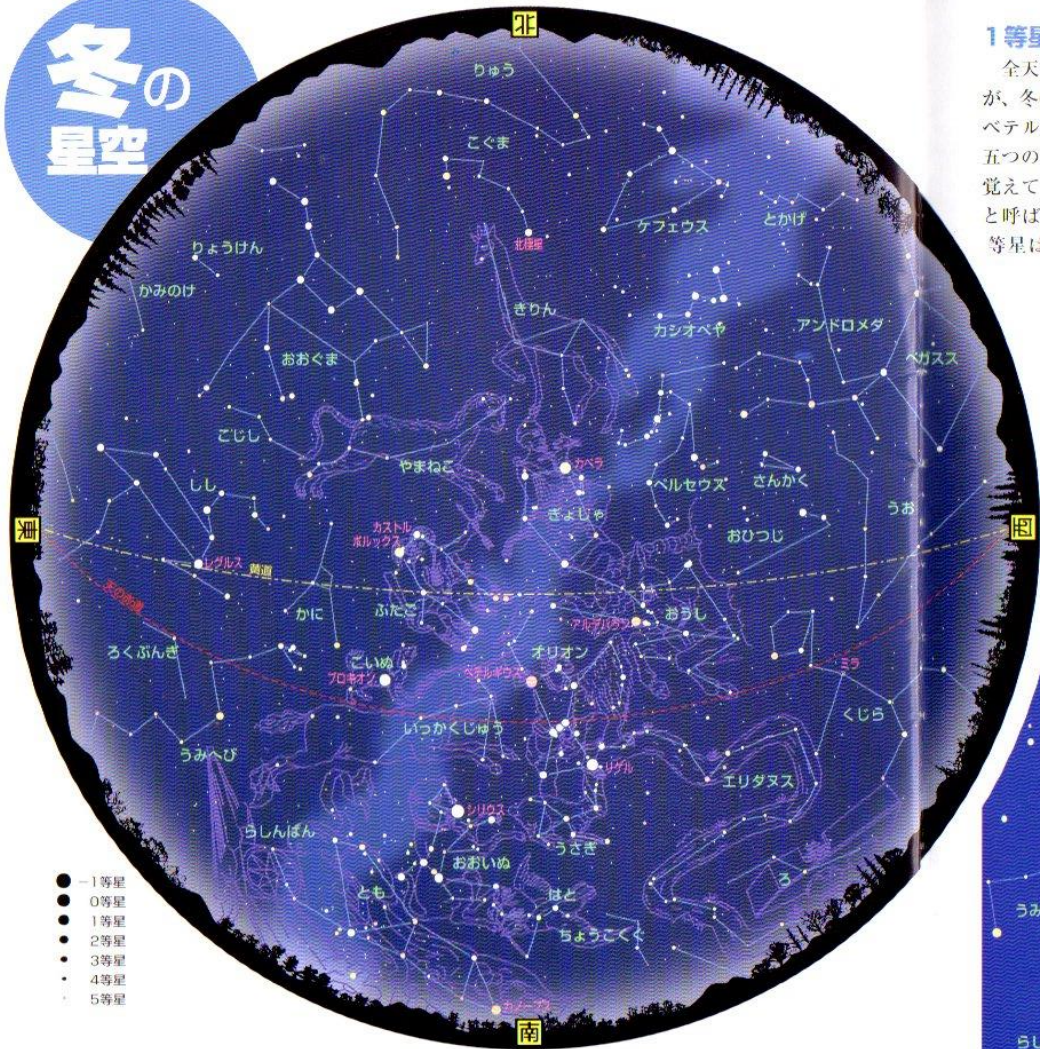 冬の
星空
北
りゅう
こぐま
ケフェウス
とかげ
北極星
りょうけん
かみのけ
きりん
カシオペヤ
アンドロメダ
ペガスス
おおぐま
こじし
やまねこ
カペラ
ペルセウス
さんかく
しし
ぎょしゃ
うお
おひつじ
カストル
ポルックス
東
西
レグルス
黄道
天の赤道
かに
ふたご
おうし
アルデバラン
ろくぶんぎ
こいぬ
プロキオン
オリオン
ベテルギウス
ミラ
いっかくじゅう
くじら
うみへび
リゲル
エリダヌス
シリウス
らしんばん
うさぎ
おおいぬ
とも
はと
ろ
ちょうこくぐ
カノープス
南
-1等星
0等星
1等星
2等星
3等星
4等星
5等星
1等星
全天
が、冬
ベテル
五つの
覚えて
と呼ば
等星は
うみ
らし